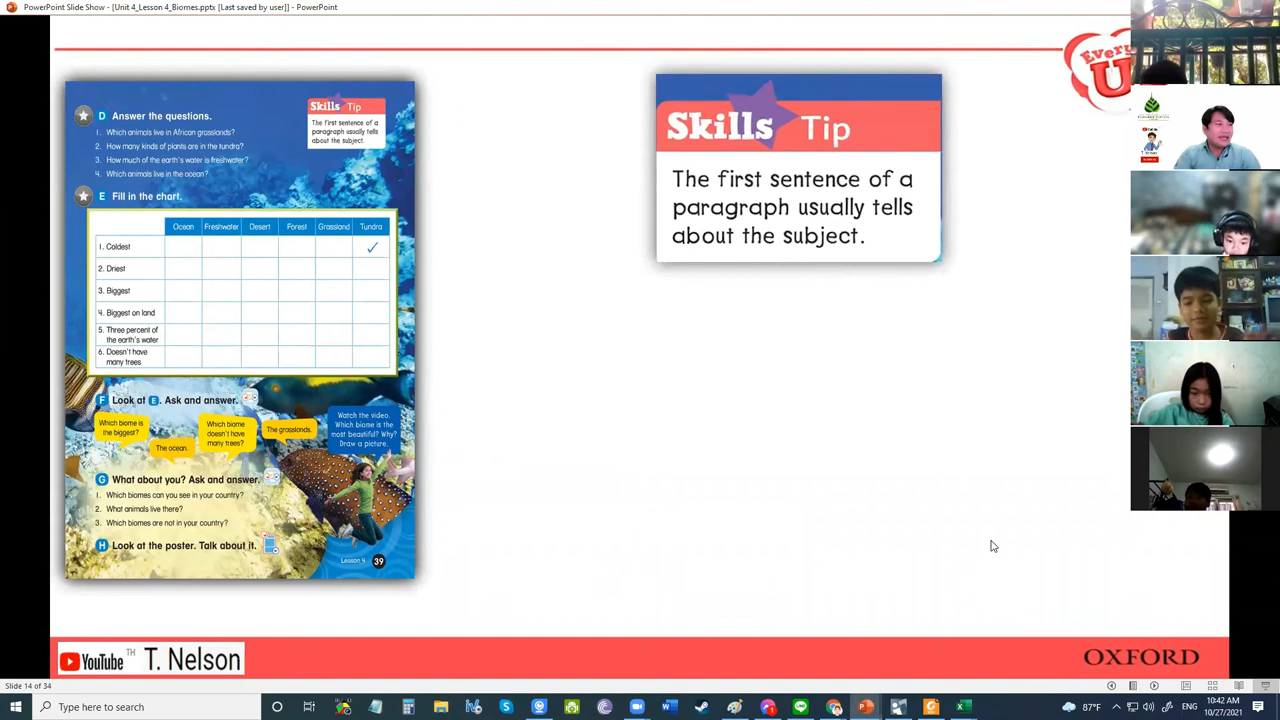 PowerPoint Slide Show - [Unit 4_Lesson 4_Biomes.pptx [Last saved by user]] - PowerPoint
Every
U
D Answer the questions.
1. Which animals live in African grasslands?
2. How many kinds of plants are in the tundra?
3. How much of the earth's water is freshwater?
4. Which animals live in the ocean?
Skills Tip
The first sentence of a
paragraph usually tells
about the subject.
E Fill in the chart.
Ocean Freshwater Desert Forest Grassland Tundra
1. Coldest ✓
2. Driest
3. Biggest
4. Biggest on land
5. Three percent of
the earth's water
6. Doesn't have
many trees
F Look at E. Ask and answer.
Which biome is
the biggest?
The ocean.
Which biome
doesn't have
many trees?
The grasslands.
Watch the video.
Which biome is the
most beautiful? Why?
Draw a picture.
G What about you? Ask and answer.
1. Which biomes can you see in your country?
2. What animals live there?
3. Which biomes are not in your country?
H Look at the poster. Talk about it.
Lesson 4 39
Skills Tip
The first sentence of a
paragraph usually tells
about the subject.
YouTube TH T. Nelson
OXFORD
Slide 14 of 34
Type here to search
87°F ENG
10:42 AM
10/27/2021